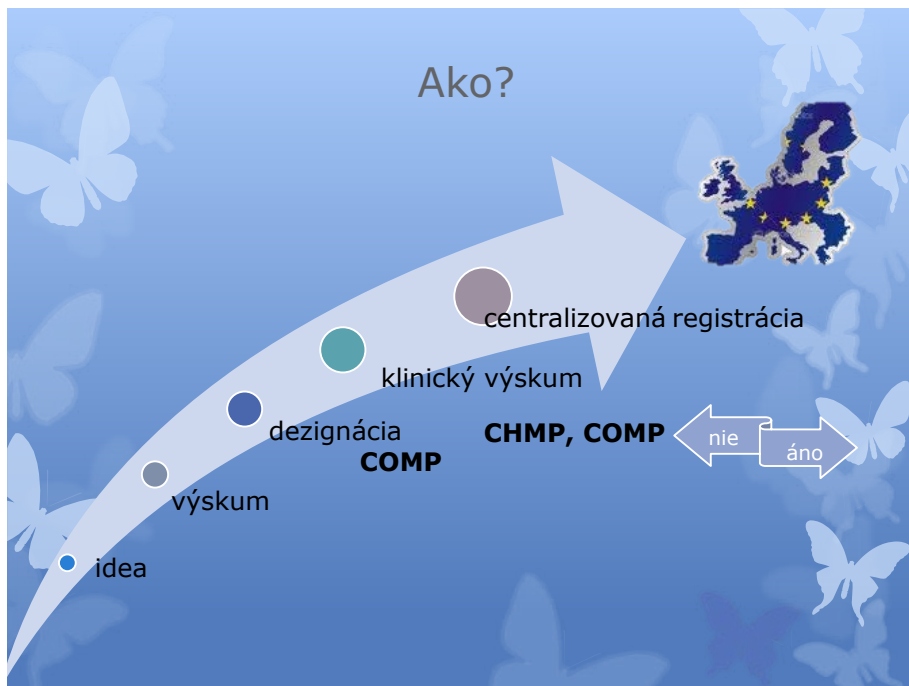 Ako?
centralizovaná registrácia
klinický výskum
dezignácia
COMP
CHMP, COMP
nie
áno
výskum
idea